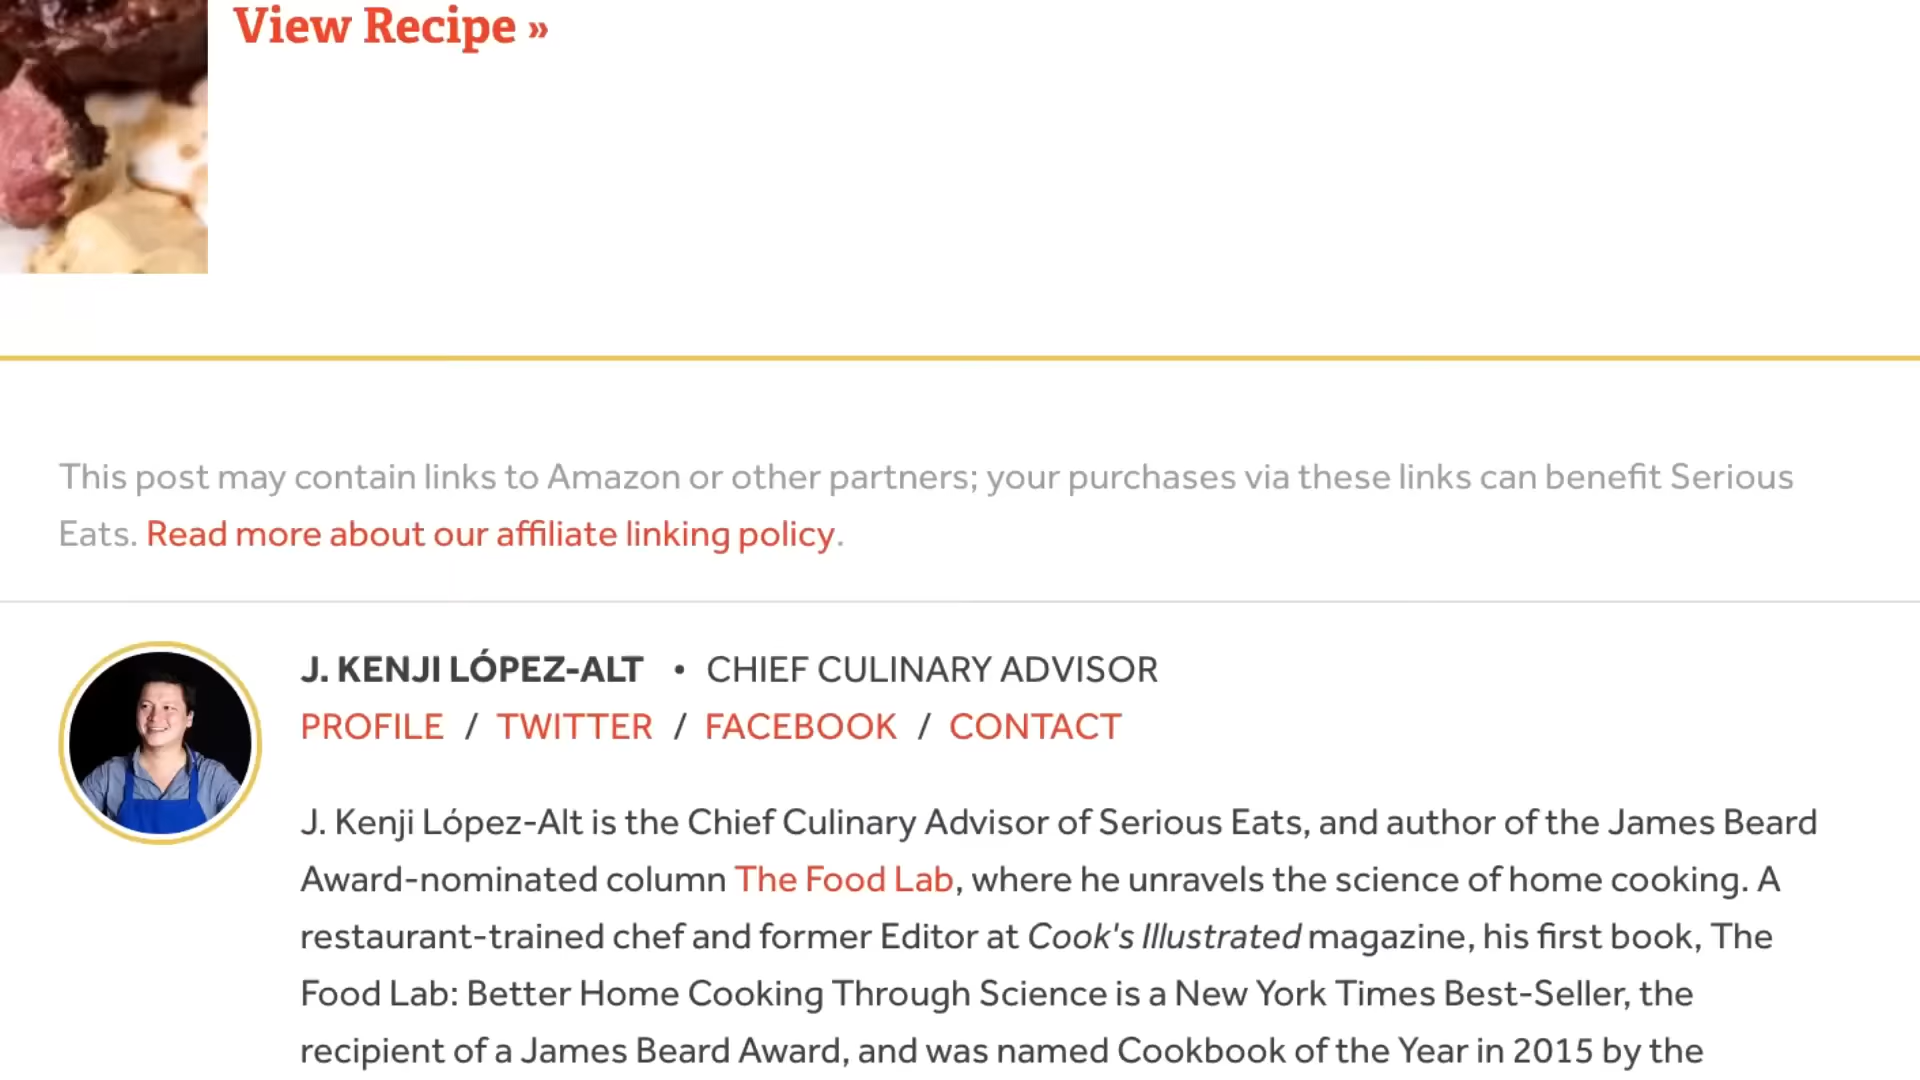 View Recipe »
This post may contain links to Amazon or other partners; your purchases via these links can benefit Serious
Eats. Read more about our affiliate linking policy.
J. KENJI LÓPEZ-ALT • CHIEF CULINARY ADVISOR
PROFILE / TWITTER / FACEBOOK / CONTACT
J. Kenji López-Alt is the Chief Culinary Advisor of Serious Eats, and author of the James Beard
Award-nominated column The Food Lab, where he unravels the science of home cooking. A
restaurant-trained chef and former Editor at Cook's Illustrated magazine, his first book, The
Food Lab: Better Home Cooking Through Science is a New York Times Best-Seller, the
recipient of a James Beard Award, and was named Cookbook of the Year in 2015 by the